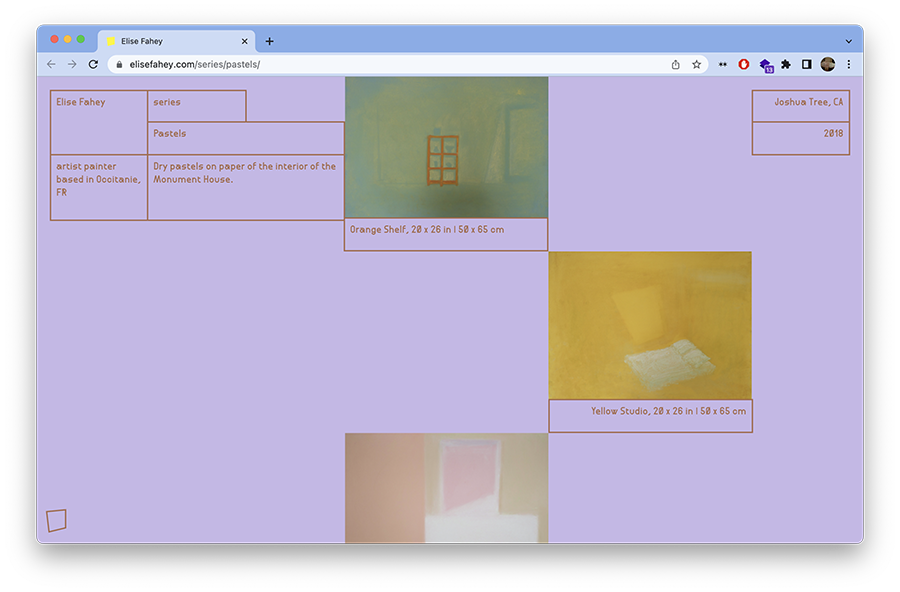 Elise Fahey
elisefahey.com/series/pastels/
13
Elise Fahey
series
Pastels
artist painter
based in Occitanie,
FR
Dry pastels on paper of the interior of the
Monument House.
Joshua Tree, CA
2018
Orange Shelf, 20 x 26 in | 50 x 65 cm
Yellow Studio, 20 x 26 in | 50 x 65 cm